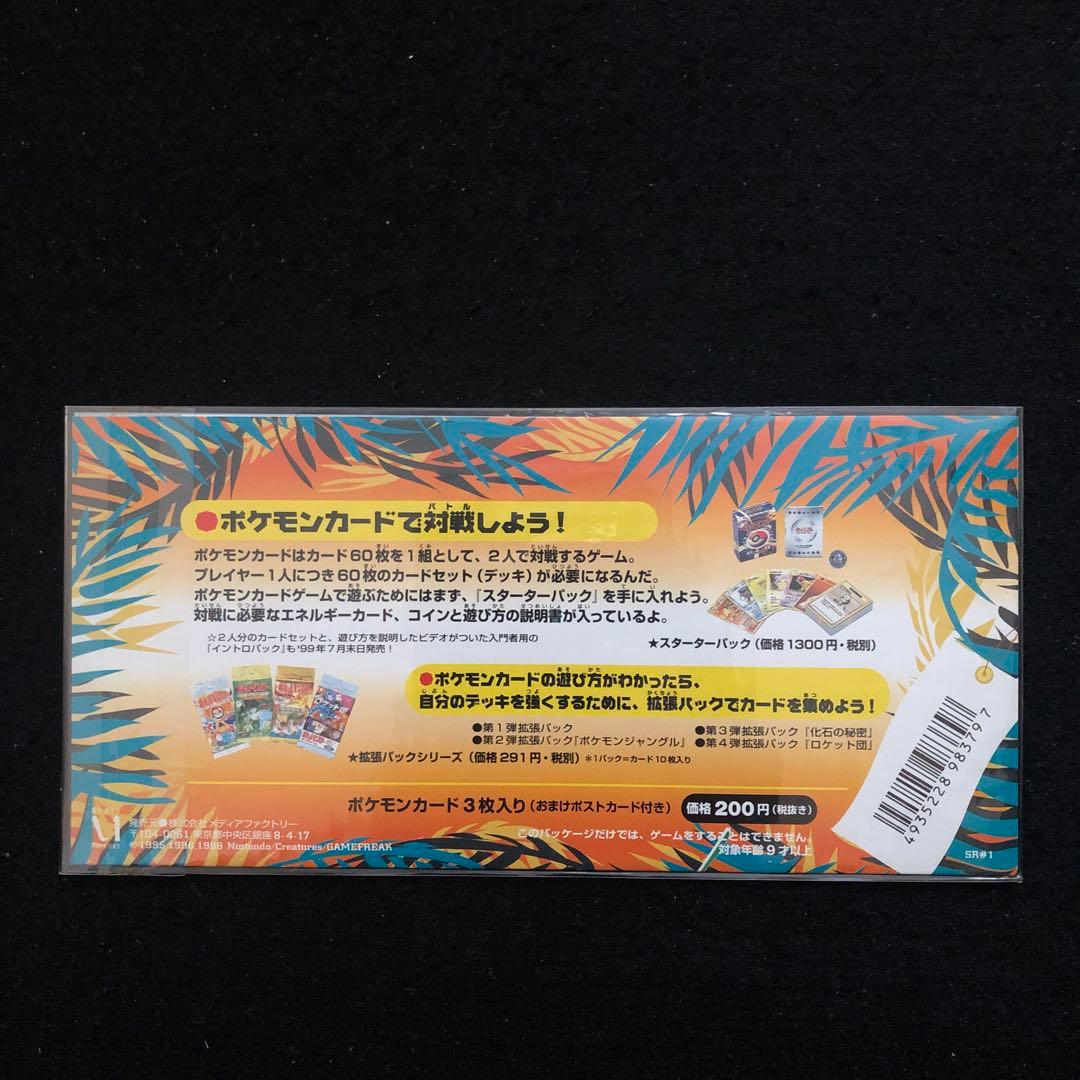 ●ポケモンカードで対戦しよう！
ポケモンカードはカード60枚を1組として、2人で対戦するゲーム。
プレイヤー1人につき60枚のカードセット（デッキ）が必要になるんだ。
ポケモンカードゲームで遊ぶためにはまず、『スターターパック』を手に入れよう。
対戦に必要なエネルギーカード、コインと遊び方の説明書が入っているよ。
☆2人分のカードセットと、遊び方を説明したビデオがついた入門者用の
「イントロパック」も'99年7月末日発売！
★スターターパック（価格1300円・税別）
●ポケモンカードの遊び方がわかったら、
自分のデッキを強くするために、拡張パックでカードを集めよう！
●第1弾拡張パック
●第2弾拡張パック『ポケモンジャングル』
●第3弾拡張パック『化石の秘密』
●第4弾拡張パック『ロケット団』
★拡張パックシリーズ（価格291円・税別）＊1パック＝カード10枚入り
ポケモンカード3枚入り（おまけポストカード付き）
価格200円（税抜き）
このパッケージだけでは、ゲームをすることはできません。
対象年齢9才以上
発売元●株式会社メディアファクトリー
〒104-0061 東京都中央区銀座8-4-17
©1995,1996,1998 Nintendo/Creatures/GAMEFREAK
4935228983797
SR#1